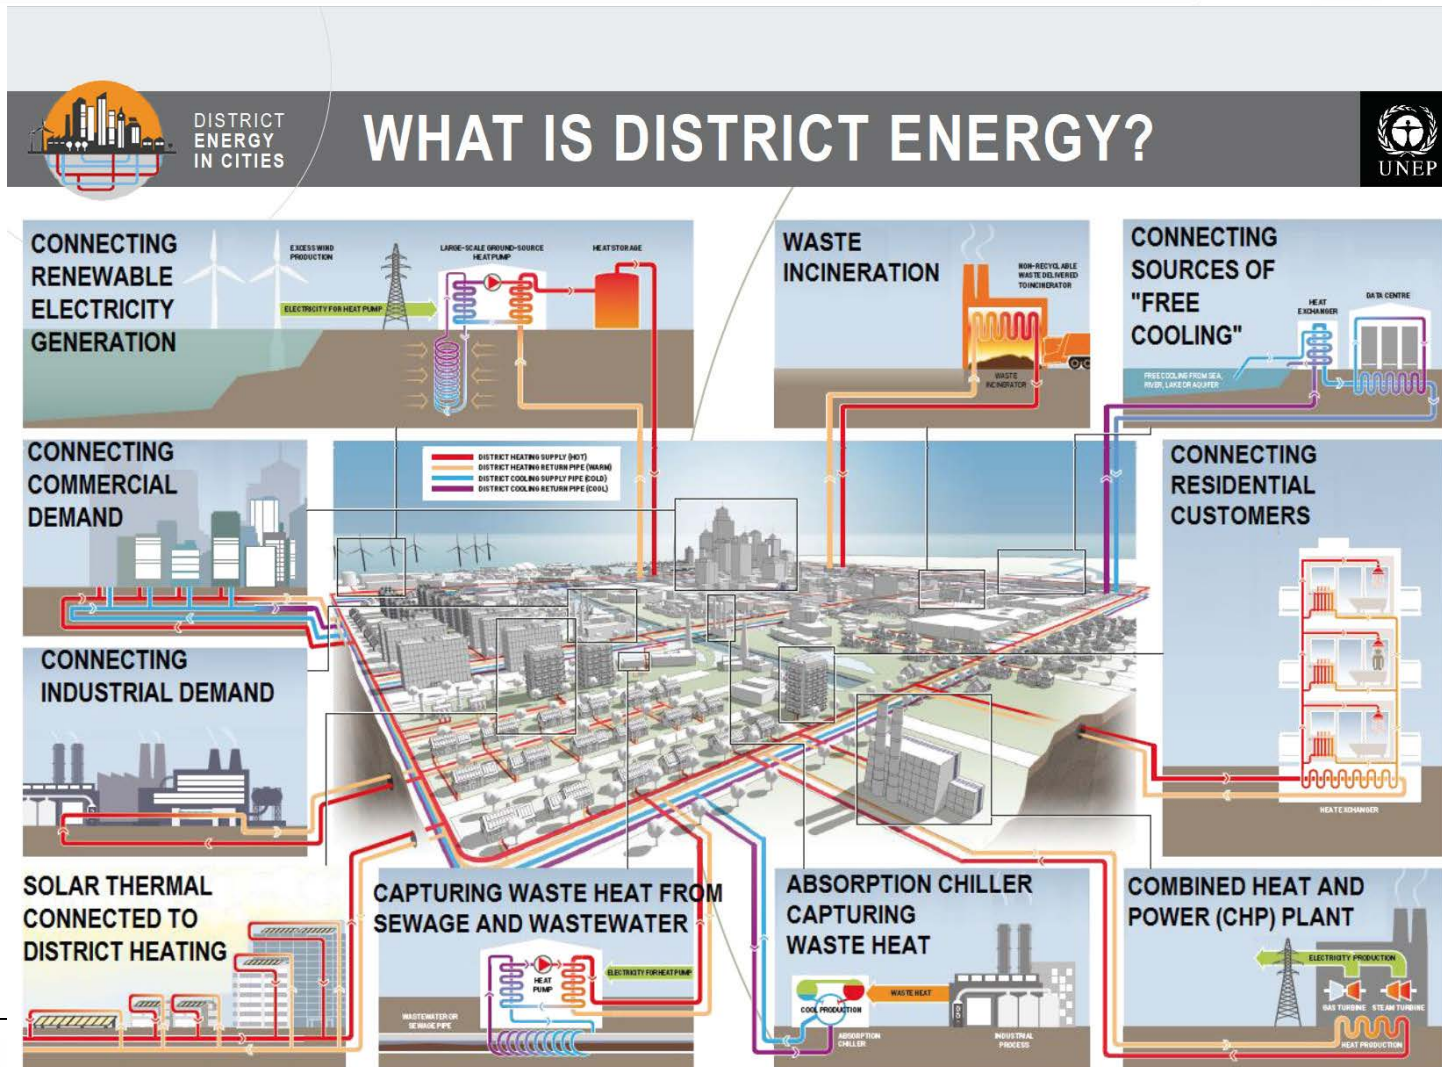 DISTRICT
ENERGY
IN CITIES
WHAT IS DISTRICT ENERGY?
UNEP
CONNECTING
RENEWABLE
ELECTRICITY
GENERATION
EXCESS WIND
PRODUCTION
ELECTRICITY FOR HEAT PUMP
LARGE-SCALE GROUND-SOURCE
HEAT PUMP
HEAT STORAGE
WASTE
INCINERATION
NON-RECYCLABLE
WASTE DELIVERED
TO INCINERATOR
WASTE
INCINERATOR
CONNECTING
SOURCES OF
"FREE
COOLING"
HEAT
EXCHANGER
DATA CENTRE
FREE COOLING FROM SEA,
RIVER, LAKE OR AQUIFER
CONNECTING
COMMERCIAL
DEMAND
DISTRICT HEATING SUPPLY (HOT)
DISTRICT HEATING RETURN PIPE (WARM)
DISTRICT COOLING SUPPLY PIPE (COLD)
DISTRICT COOLING RETURN PIPE (COOL)
CONNECTING
RESIDENTIAL
CUSTOMERS
HEAT EXCHANGER
CONNECTING
INDUSTRIAL DEMAND
SOLAR THERMAL
CONNECTED TO
DISTRICT HEATING
CAPTURING WASTE HEAT FROM
SEWAGE AND WASTEWATER
HEAT
PUMP
ELECTRICITY FOR HEAT PUMP
WASTEWATER OR
SEWAGE PIPE
ABSORPTION CHILLER
CAPTURING
WASTE HEAT
COOL PRODUCTION
WASTE HEAT
ABSORPTION
CHILLER
INDUSTRIAL
PROCESS
COMBINED HEAT AND
POWER (CHP) PLANT
ELECTRICITY PRODUCTION
GAS TURBINE
STEAM TURBINE
HEAT PRODUCTION